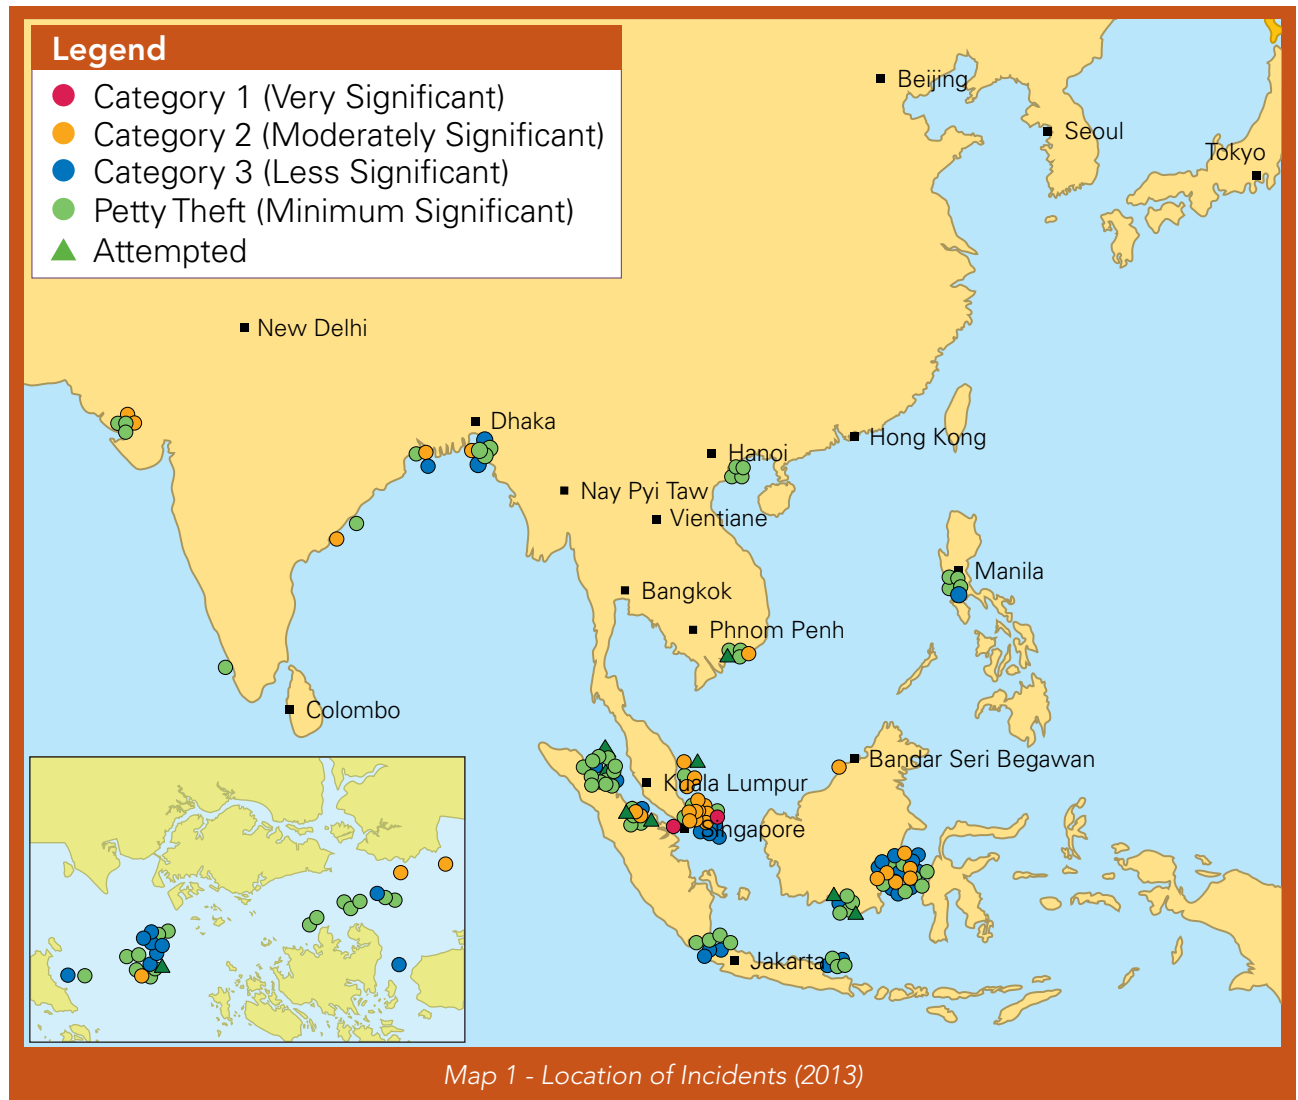 Legend
Category 1 (Very Significant)
Category 2 (Moderately Significant)
Category 3 (Less Significant)
Petty Theft (Minimum Significant)
Attempted
Beijing
Seoul
Tokyo
New Delhi
Dhaka
Hong Kong
Hanoi
Nay Pyi Taw
Vientiane
Manila
Bangkok
Phnom Penh
Colombo
Bandar Seri Begawan
Kuala Lumpur
Singapore
Jakarta
Map 1 - Location of Incidents (2013)